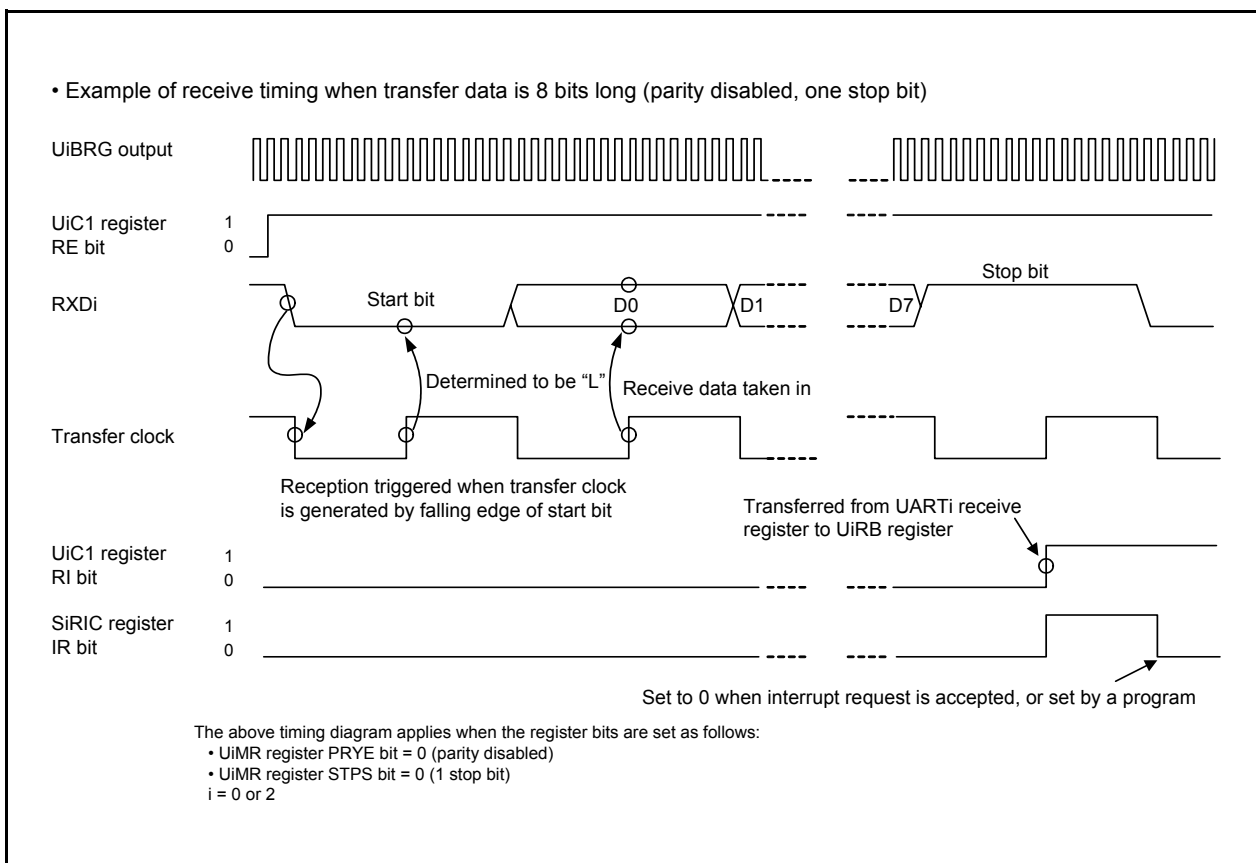 • Example of receive timing when transfer data is 8 bits long (parity disabled, one stop bit)
UiBRG output
UiC1 register
RE bit
1
0
RXDi
Start bit
D0
D1
D7
Stop bit
Determined to be “L”
Receive data taken in
Transfer clock
Reception triggered when transfer clock
is generated by falling edge of start bit
Transferred from UARTi receive
register to UiRB register
UiC1 register
RI bit
1
0
SiRIC register
IR bit
1
0
Set to 0 when interrupt request is accepted, or set by a program
The above timing diagram applies when the register bits are set as follows:
• UiMR register PRYE bit = 0 (parity disabled)
• UiMR register STPS bit = 0 (1 stop bit)
i = 0 or 2